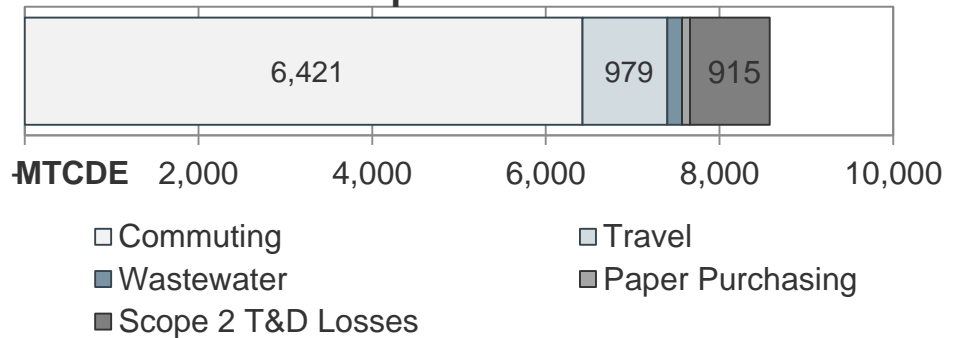 6,421 979 915
-MTCDE 2,000 4,000 6,000 8,000 10,000
Commuting Travel
Wastewater Paper Purchasing
Scope 2 T&D Losses